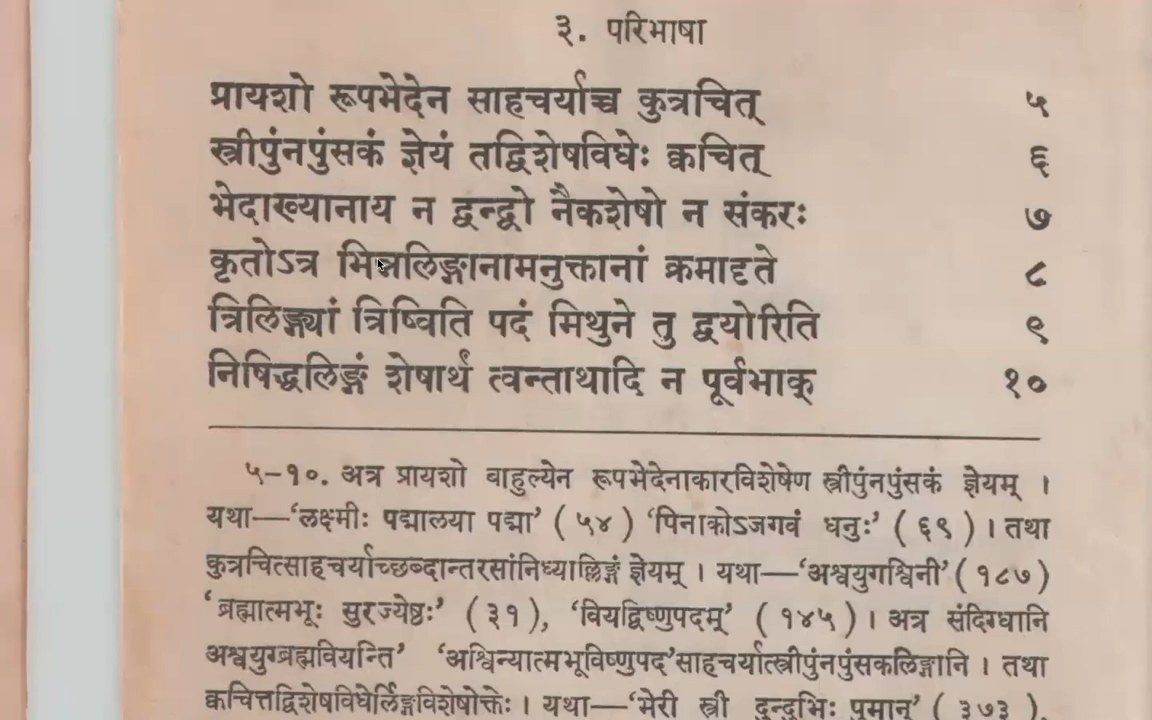 ३. परिभाषा
प्रायशो रूपभेदेन साहचर्याच्च कुत्रचित् ५
स्त्रीपुंनपुंसकं ज्ञेयं तद्विशेषविधेः क्वचित् ६
भेदाख्यानाय न द्वन्द्वो नैकशेषो न संकरः ७
कृतोऽत्र भिन्नलिङ्गानामनुक्तानां क्रमादृते ८
त्रिलिङ्ग्यां त्रिष्विति पदं मिथुने तु द्वयोरिति ९
निषिद्धलिङ्गं शेषार्थं त्वन्ताथादि न पूर्वभाक् १०
५-१०. अत्र प्रायशो बाहुल्येन रूपभेदेनाकारविशेषेण स्त्रीपुंनपुंसकं ज्ञेयम् ।
यथा—‘लक्ष्मीः पद्मालया पद्मा’ ( ५४ ) ‘पिनाकोऽजगवं धनुः’ ( ६९ ) । तथा
कुत्रचित्साहचर्याच्छब्दान्तरसांनिध्याल्लिङ्गं ज्ञेयम् । यथा—‘अश्वयुगश्विनी’ ( १८७ )
‘ब्रह्मात्मभूः सुरज्येष्ठः’ ( ३१ ), ‘वियद्विष्णुपदम्’ ( १४५ ) । अत्र संदिग्धानि
अश्वयुग्ब्रह्मवियन्ति’ ‘अश्विन्यात्मभूविष्णुपद’साहचर्यात्स्त्रीपुंनपुंसकलिङ्गानि । तथा
क्वचित्तद्विशेषविधेर्लिङ्गविशेषोक्तेः । यथा—‘भेरी स्त्री दुन्दुभिः पुमान्’ ( ३७३ ),